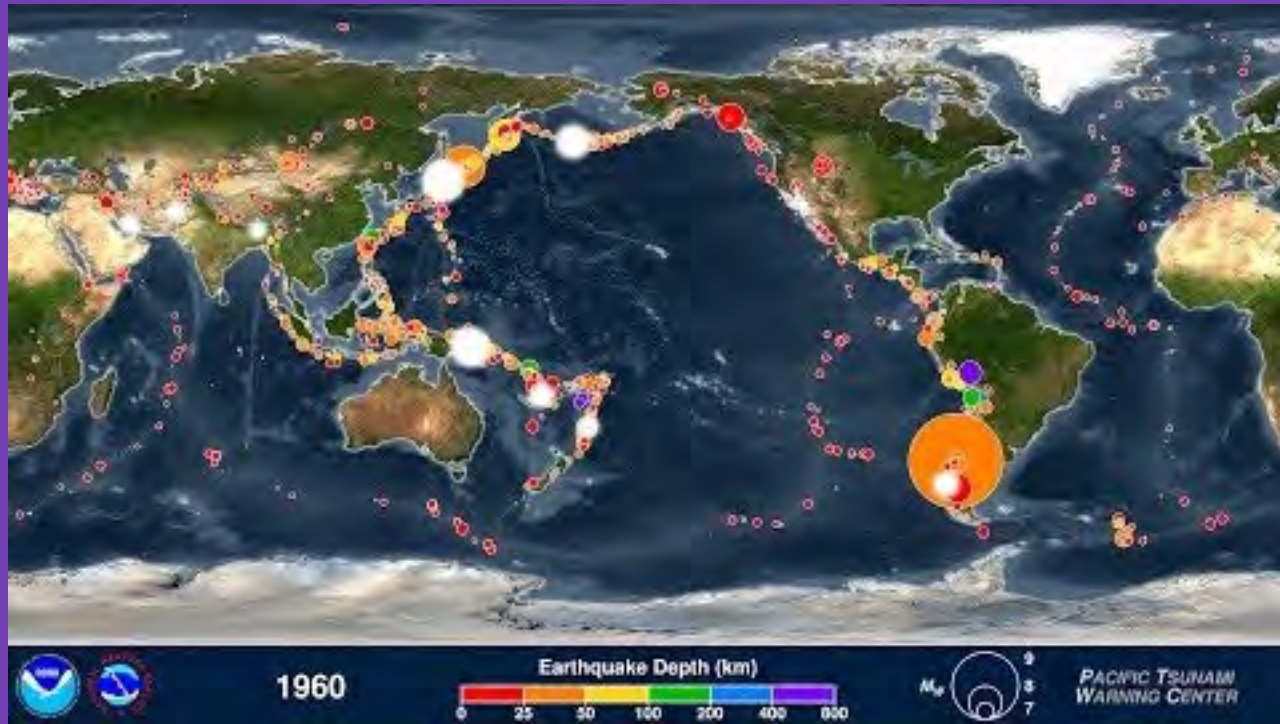 1960
Earthquake Depth (km)
0 25 50 100 200 400 800
Mw
9
8
7
PACIFIC TSUNAMI
WARNING CENTER